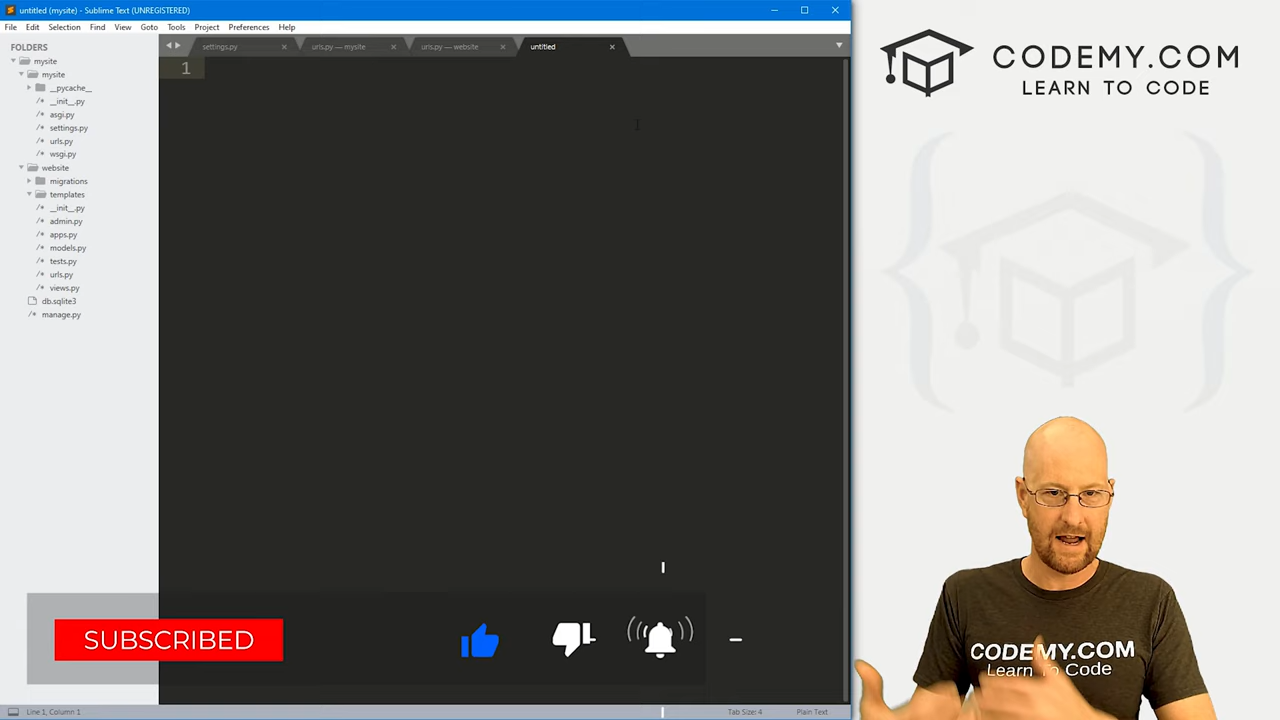 untitled (mysite) - Sublime Text (UNREGISTERED)
File Edit Selection Find View Goto Tools Project Preferences Help
FOLDERS
mysite
mysite
__pycache__
__init__.py
asgi.py
settings.py
urls.py
wsgi.py
website
migrations
templates
__init__.py
admin.py
apps.py
models.py
tests.py
urls.py
views.py
db.sqlite3
manage.py
settings.py urls.py — mysite urls.py — website untitled
1
SUBSCRIBED
Line 1, Column 1 Tab Size: 4 Plain Text
CODEMY.COM
LEARN TO CODE
CODEMY.COM
Learn To Code